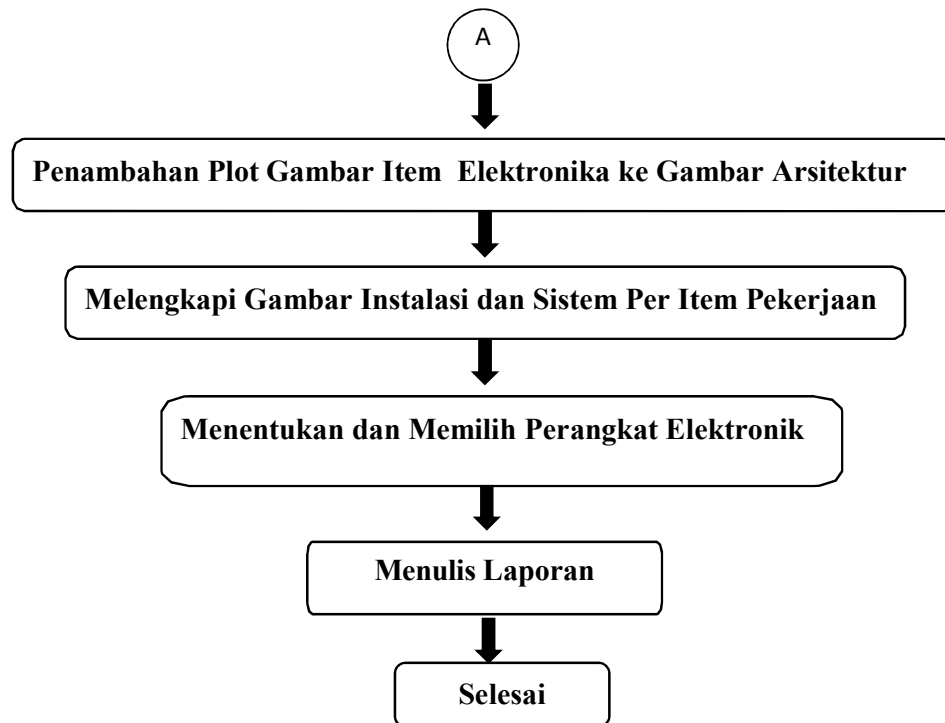 A
Penambahan Plot Gambar Item Elektronika ke Gambar Arsitektur
Melengkapi Gambar Instalasi dan Sistem Per Item Pekerjaan
Menentukan dan Memilih Perangkat Elektronik
Menulis Laporan
Selesai